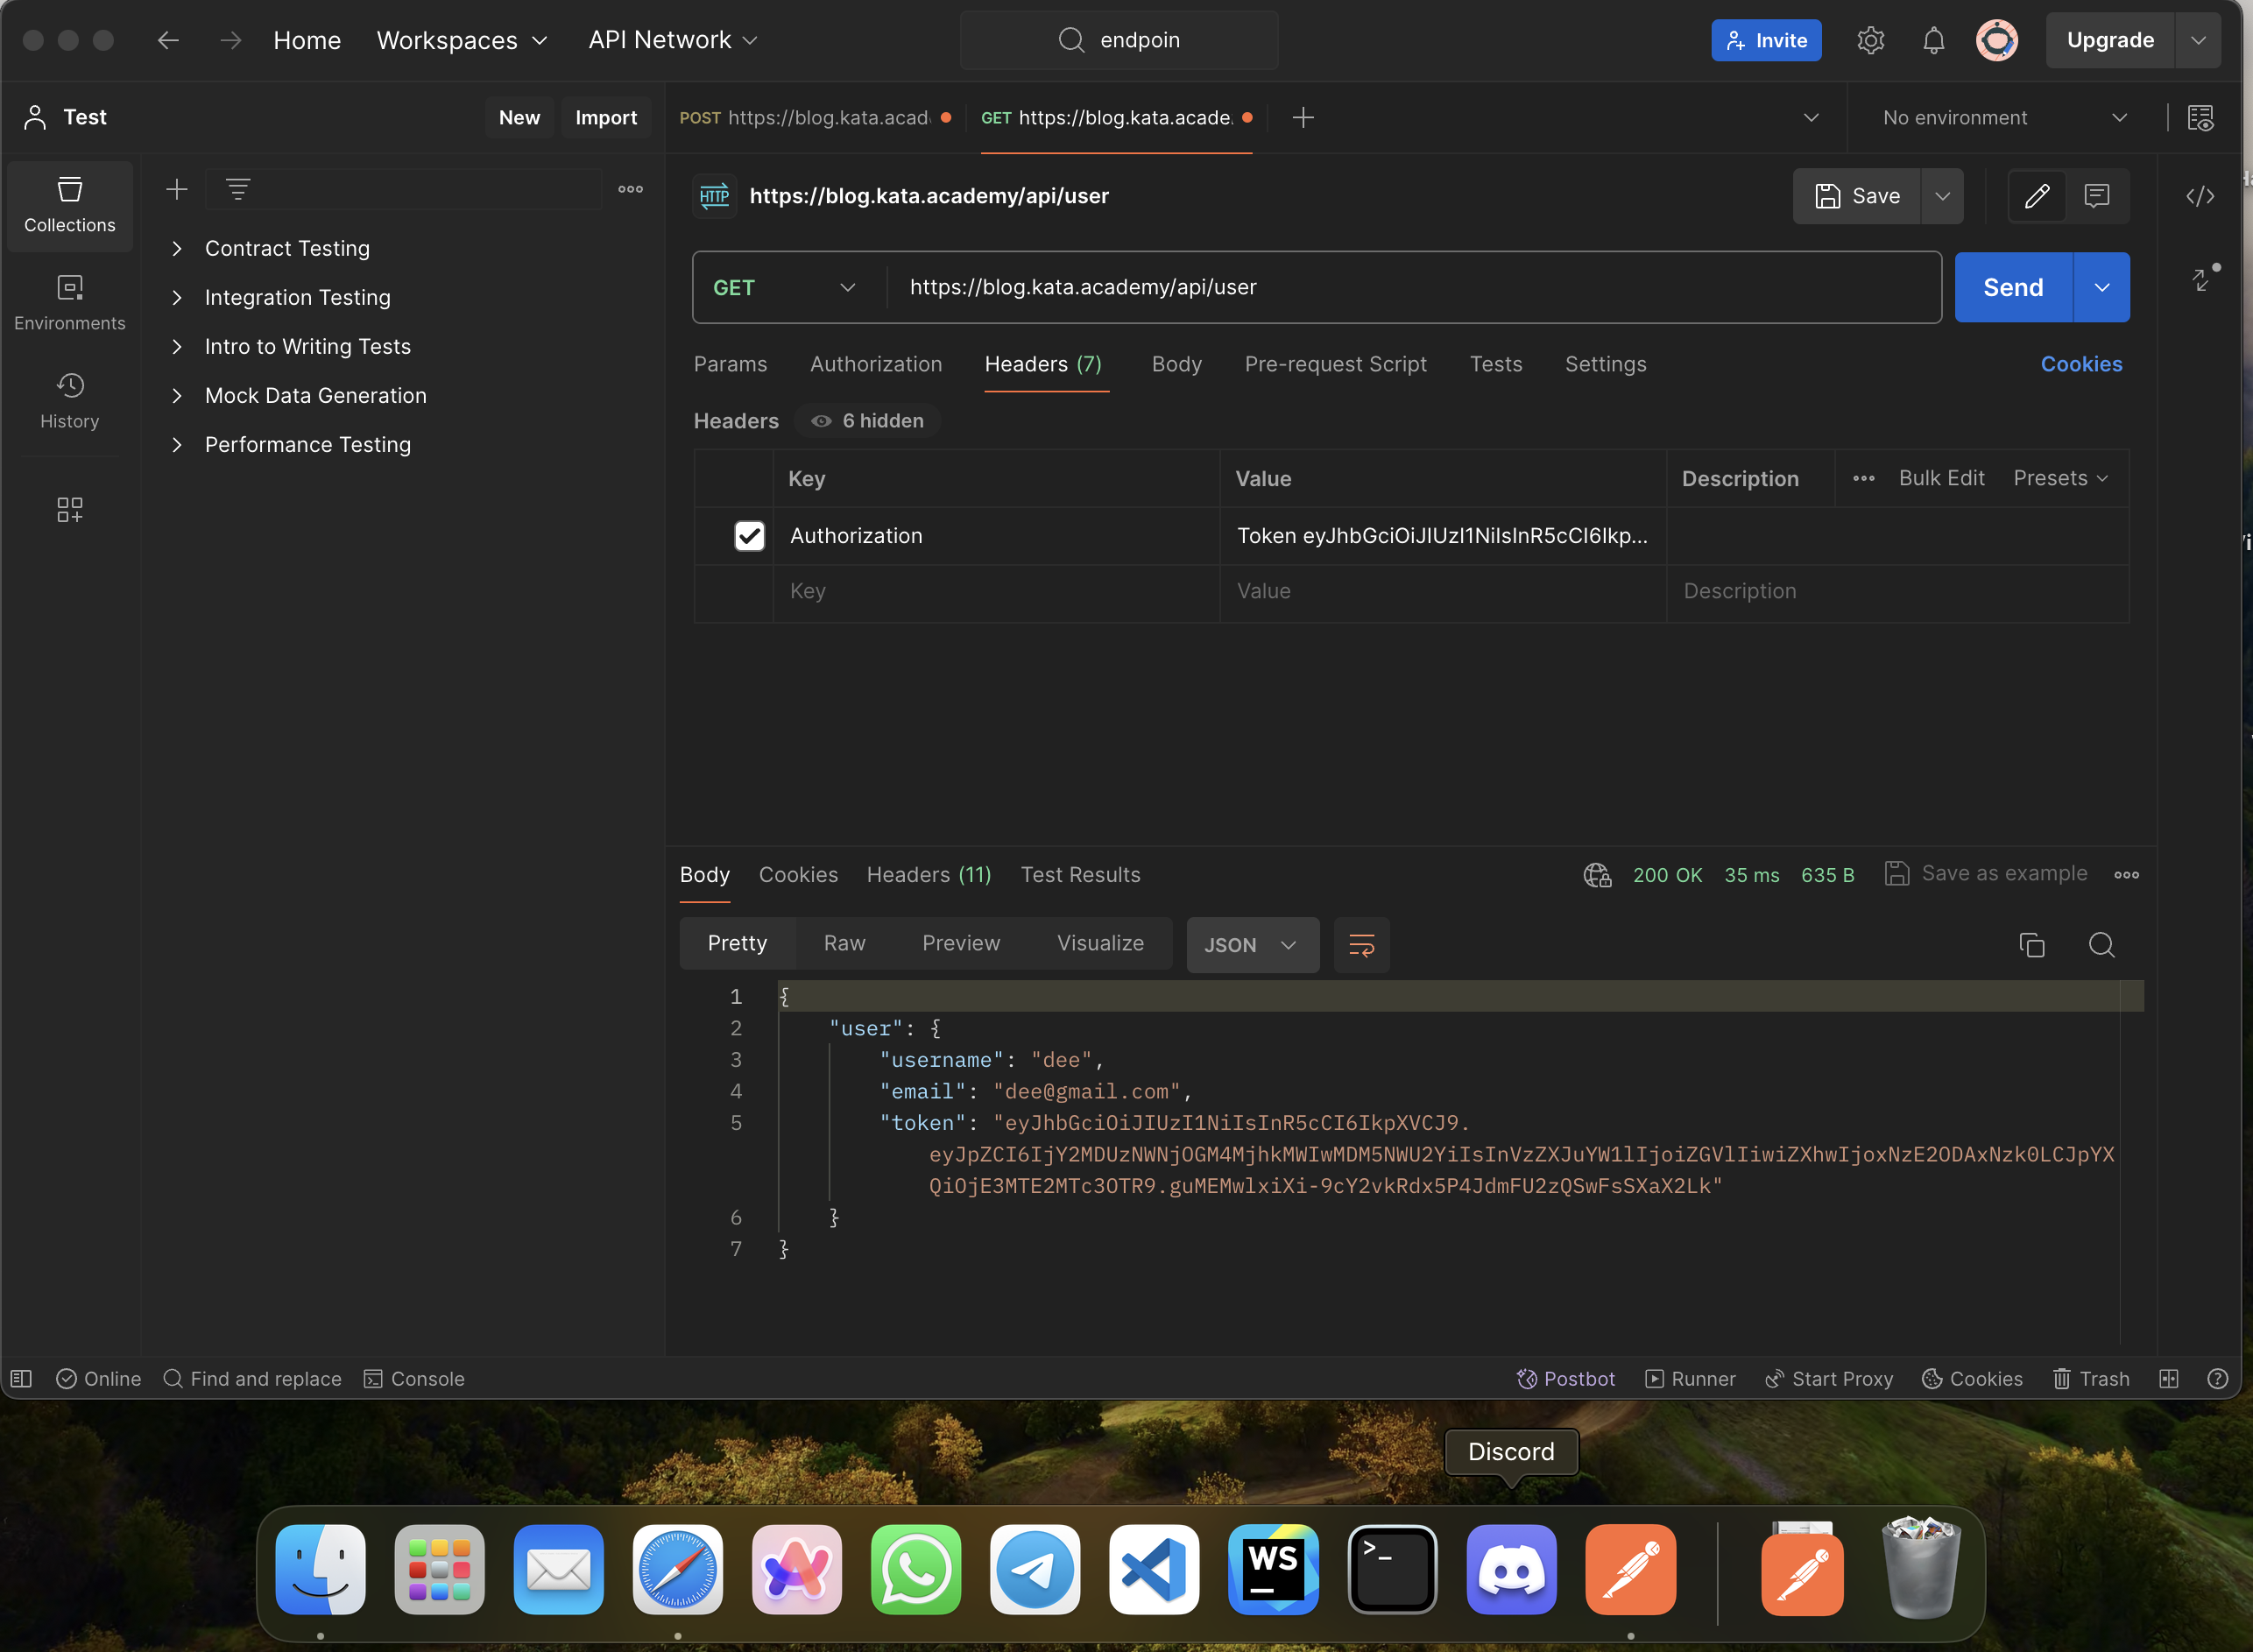 Home Workspaces API Network endpoin Invite Upgrade
Test New Import POST https://blog.kata.acad GET https://blog.kata.acade. No environment
Collections
Environments
History
Contract Testing
Integration Testing
Intro to Writing Tests
Mock Data Generation
Performance Testing
HTTP https://blog.kata.academy/api/user Save
GET https://blog.kata.academy/api/user Send
Params Authorization Headers (7) Body Pre-request Script Tests Settings Cookies
Headers 6 hidden
Key Value Description Bulk Edit Presets
Authorization Token eyJhbGciOiJIUzI1NiIsInR5cCI6Ikp...
Key Value Description
Body Cookies Headers (11) Test Results 200 OK 35 ms 635 B Save as example
Pretty Raw Preview Visualize JSON
1 {
2 "user": {
3 "username": "dee",
4 "email": "dee@gmail.com",
5 "token": "eyJhbGciOiJIUzI1NiIsInR5cCI6IkpXVCJ9.
eyJpZCI6IjY2MDUzNWNjOGM4MjhkMWIwMDM5NWU2YiIsInVzZXJuYW1lIjoiZGVlIiwiZXhwIjoxNzE2ODAxNzk0LCJpYX
QiOjE3MTE2MTc3OTR9.guMEMwlxiXi-9cY2vkRdx5P4JdmFU2zQSwFsSXaX2Lk"
6 }
7 }
Online Find and replace Console Postbot Runner Start Proxy Cookies Trash
Discord
WS
>_